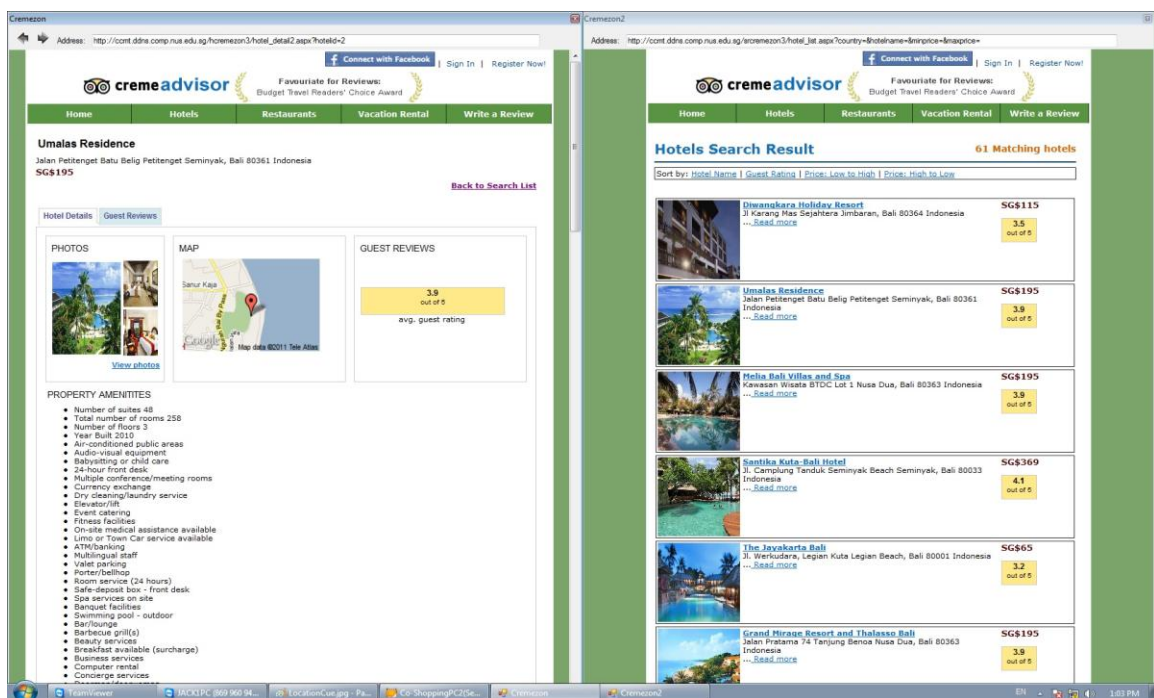 Cremezon
Address: http://ccmt.ddns.comp.nus.edu.sg/hcremezon3/hotel_detail2.aspx?hotelid=2
Connect with Facebook | Sign In | Register Now!
cremeadvisor
Favouriate for Reviews:
Budget Travel Readers' Choice Award
Home Hotels Restaurants Vacation Rental Write a Review
Umalas Residence
Jalan Petitenget Batu Belig Petitenget Seminyak, Bali 80361 Indonesia
SG$195
Back to Search List
Hotel Details Guest Reviews
PHOTOS
View photos
MAP
Sanur Kaja
Google
Map data ©2011 Tele Atlas
GUEST REVIEWS
3.9
out of 5
avg. guest rating
PROPERTY AMENITITES
Number of suites 48
Total number of rooms 258
Number of floors 3
Year Built 2010
Air-conditioned public areas
Audio-visual equipment
Babysitting or child care
24-hour front desk
Multiple conference/meeting rooms
Currency exchange
Dry cleaning/laundry service
Elevator/lift
Event catering
Fitness facilities
On-site medical assistance available
Limo or Town Car service available
ATM/banking
Multilingual staff
Valet parking
Porter/bellhop
Room service (24 hours)
Safe-deposit box - front desk
Spa services on site
Banquet facilities
Swimming pool - outdoor
Bar/lounge
Barbecue grill(s)
Beauty services
Breakfast available (surcharge)
Business services
Computer rental
Concierge services
Cremezon2
Address: http://ccmt.ddns.comp.nus.edu.sg/srcremezon3/hotel_list.aspx?country=&hotelname=&minprice=&maxprice=
Connect with Facebook | Sign In | Register Now!
cremeadvisor
Favouriate for Reviews:
Budget Travel Readers' Choice Award
Home Hotels Restaurants Vacation Rental Write a Review
Hotels Search Result 61 Matching hotels
Sort by: Hotel Name | Guest Rating | Price: Low to High | Price: High to Low
Diwangkara Holiday Resort SG$115
Jl Karang Mas Sejahtera Jimbaran, Bali 80364 Indonesia
... Read more
3.5
out of 5
Umalas Residence SG$195
Jalan Petitenget Batu Belig Petitenget Seminyak, Bali 80361
Indonesia
... Read more
3.9
out of 5
Melia Bali Villas and Spa SG$195
Kawasan Wisata BTDC Lot 1 Nusa Dua, Bali 80363 Indonesia
... Read more
3.9
out of 5
Santika Kuta-Bali Hotel SG$369
Jl. Camplung Tanduk Seminyak Beach Seminyak, Bali 80033
Indonesia
... Read more
4.1
out of 5
The Jayakarta Bali SG$65
Jl. Werkudara, Legian Kuta Legian Beach, Bali 80001 Indonesia
... Read more
3.2
out of 5
Grand Mirage Resort and Thalasso Bali SG$195
Jalan Pratama 74 Tanjung Benoa Nusa Dua, Bali 80363
Indonesia
... Read more
3.9
out of 5
TeamViewer JACKI.PC (869 960 94... LocationCue.jpg - Pa... Co-ShoppingPC2(Se... Cremezon Cremezon2 EN 1:03 PM